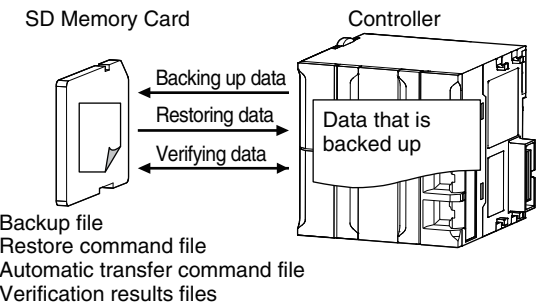 SD Memory Card
Controller
Backing up data
Restoring data
Verifying data
Data that is
backed up
Backup file
Restore command file
Automatic transfer command file
Verification results files